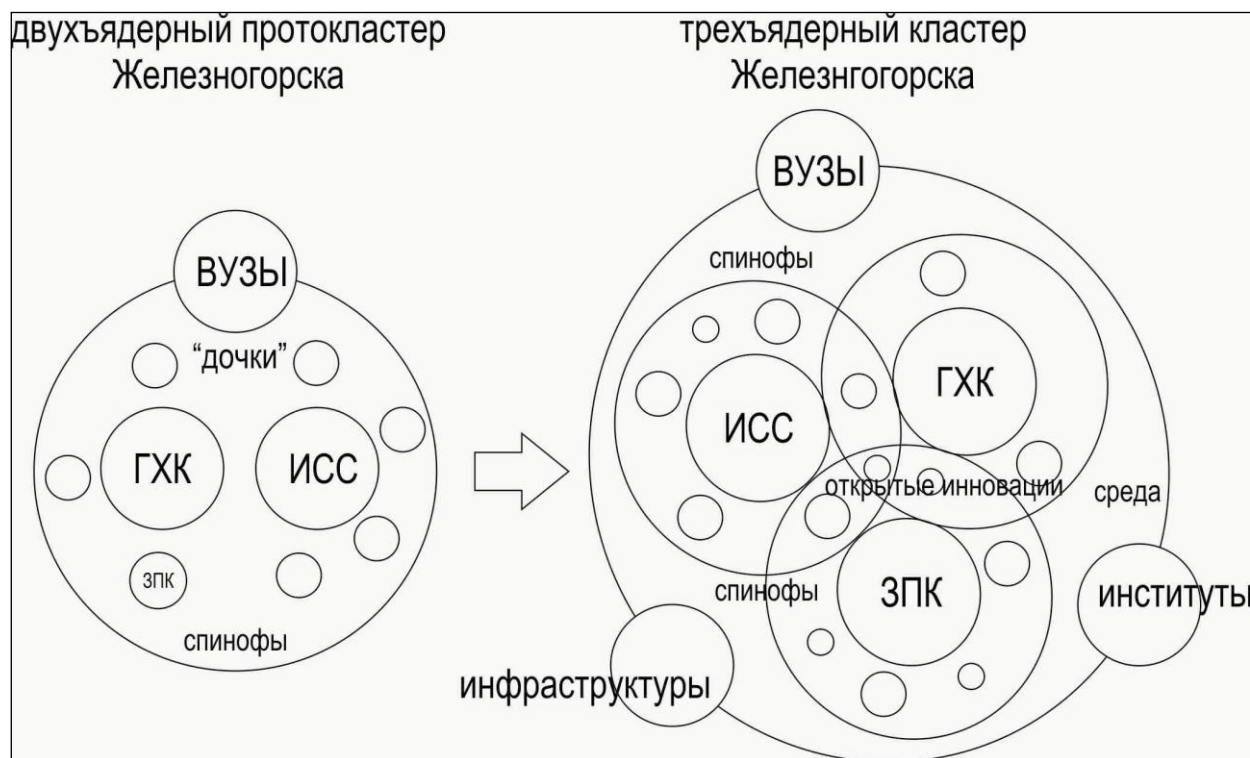 двухъядерный протокластер
Железногорска
ВУЗЫ
“дочки”
ГХК
ИСС
ЗПК
спинофы
трехъядерный кластер
Железнгогорска
ВУЗЫ
спинофы
ГХК
ИСС
открытые инновации
среда
спинофы
ЗПК
институты
инфраструктуры